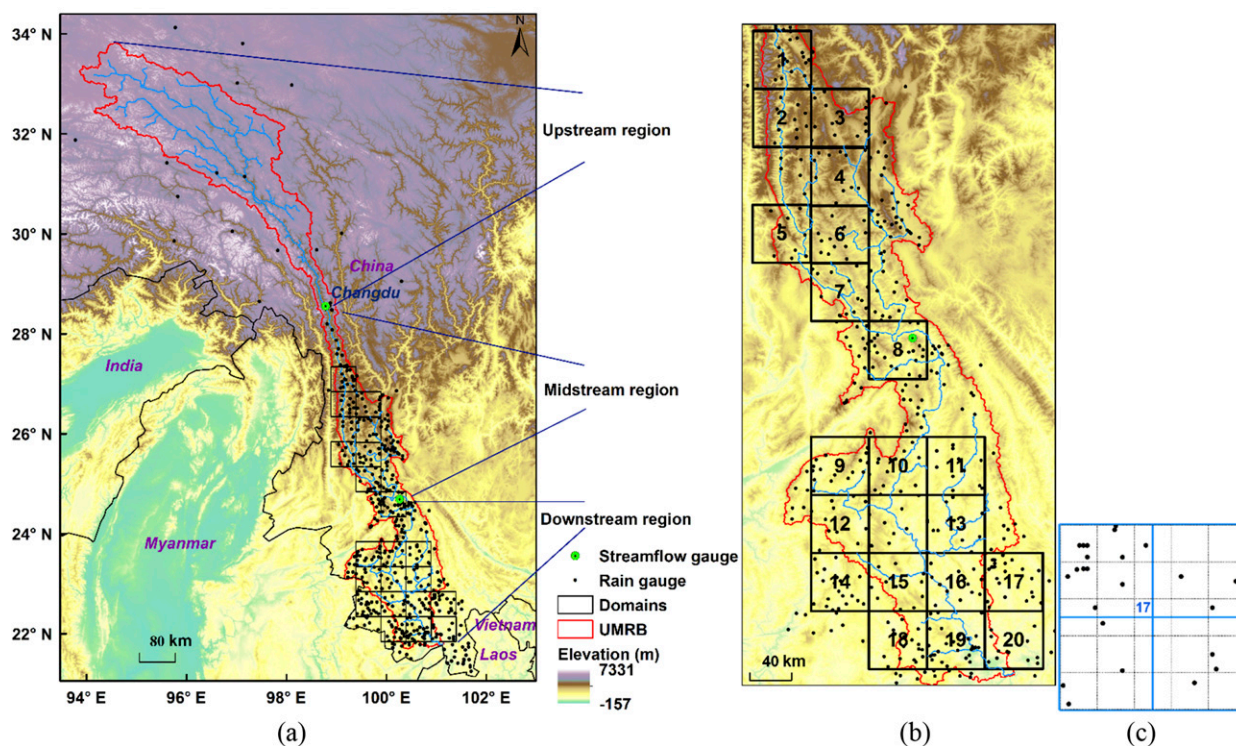 34° N
32° N
30° N
28° N
26° N
24° N
22° N
94° E
96° E
98° E
100° E
102° E
N
Upstream region
China
Changdu
India
Midstream region
Myanmar
Downstream region
Vietnam
Laos
80 km
Streamflow gauge
Rain gauge
Domains
UMRB
Elevation (m)
7331
-157
(a)
1
2
3
4
5
6
7
8
9
10
11
12
13
14
15
16
17
18
19
20
40 km
(b)
17
(c)